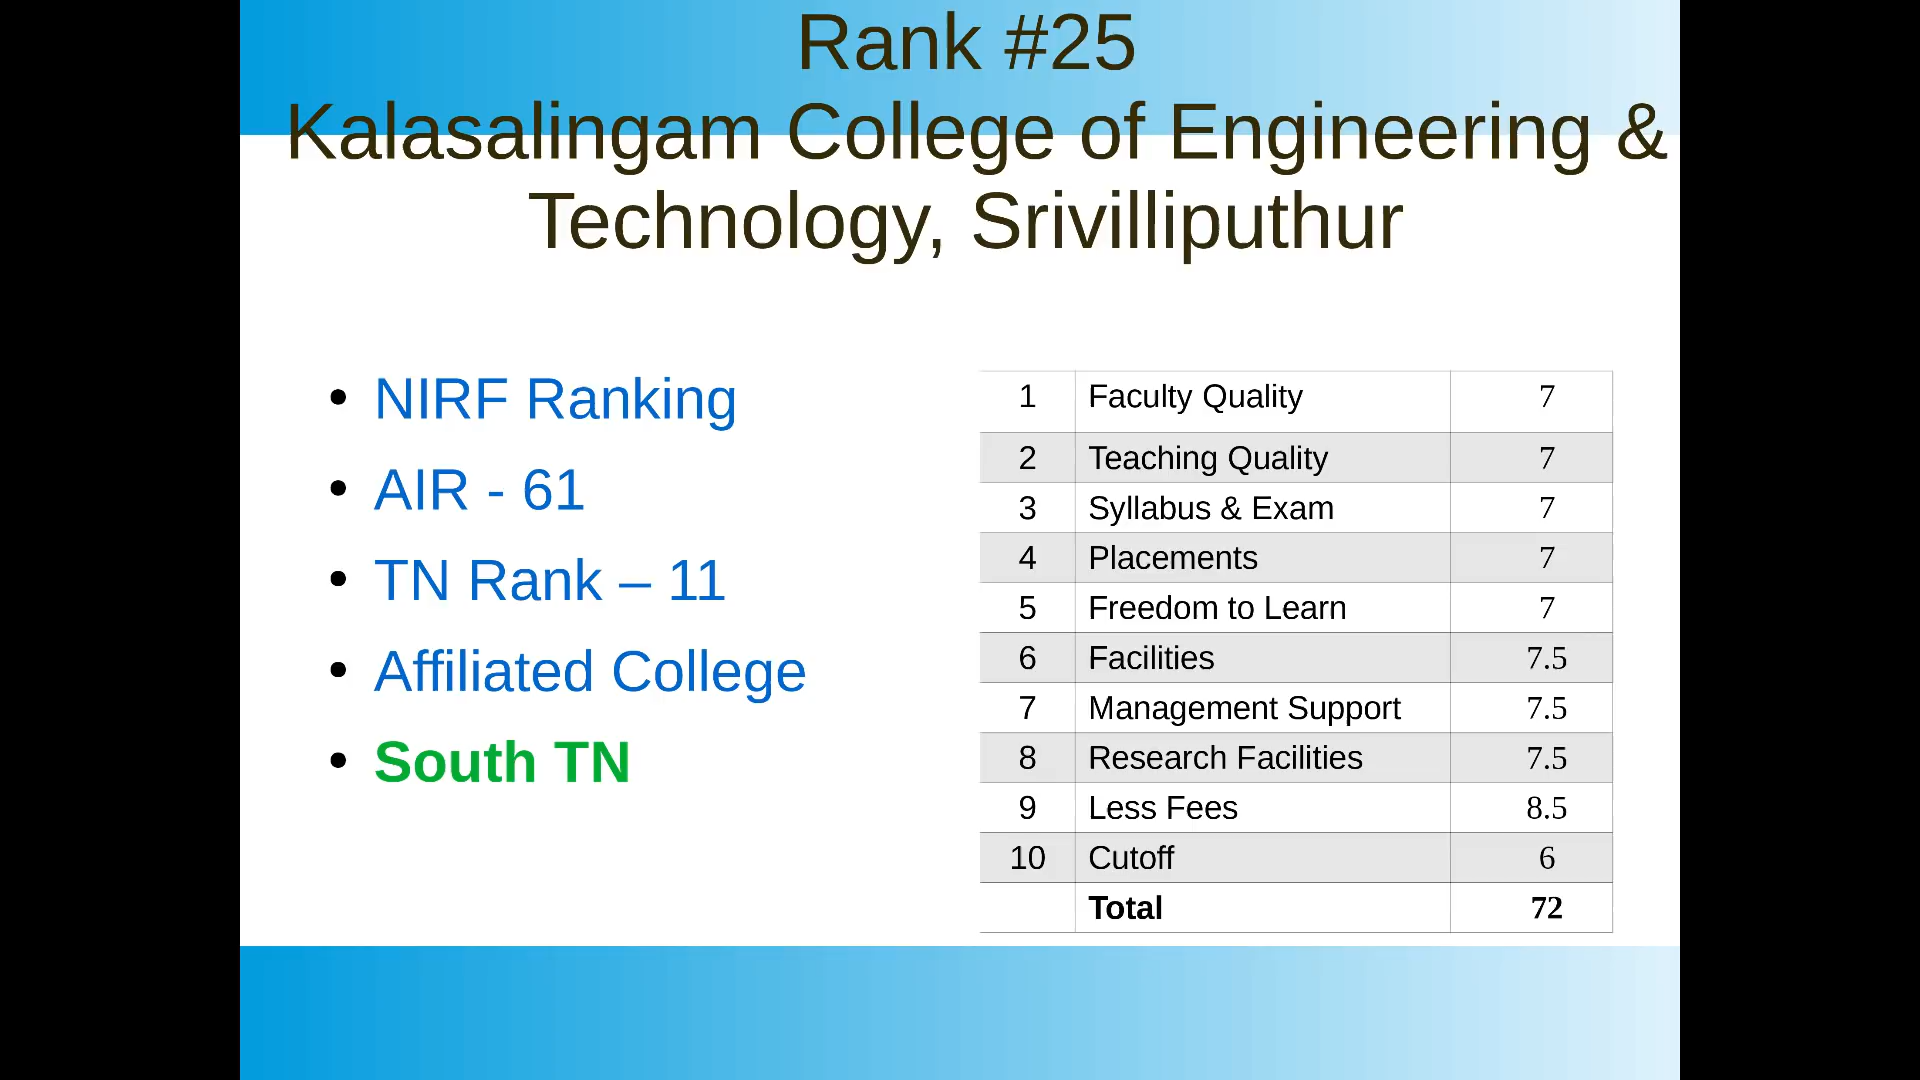 Rank #25
Kalasalingam College of Engineering &
Technology, Srivilliputhur
• NIRF Ranking
• AIR - 61
• TN Rank – 11
• Affiliated College
• South TN
1 Faculty Quality 7
2 Teaching Quality 7
3 Syllabus & Exam 7
4 Placements 7
5 Freedom to Learn 7
6 Facilities 7.5
7 Management Support 7.5
8 Research Facilities 7.5
9 Less Fees 8.5
10 Cutoff 6
Total 72